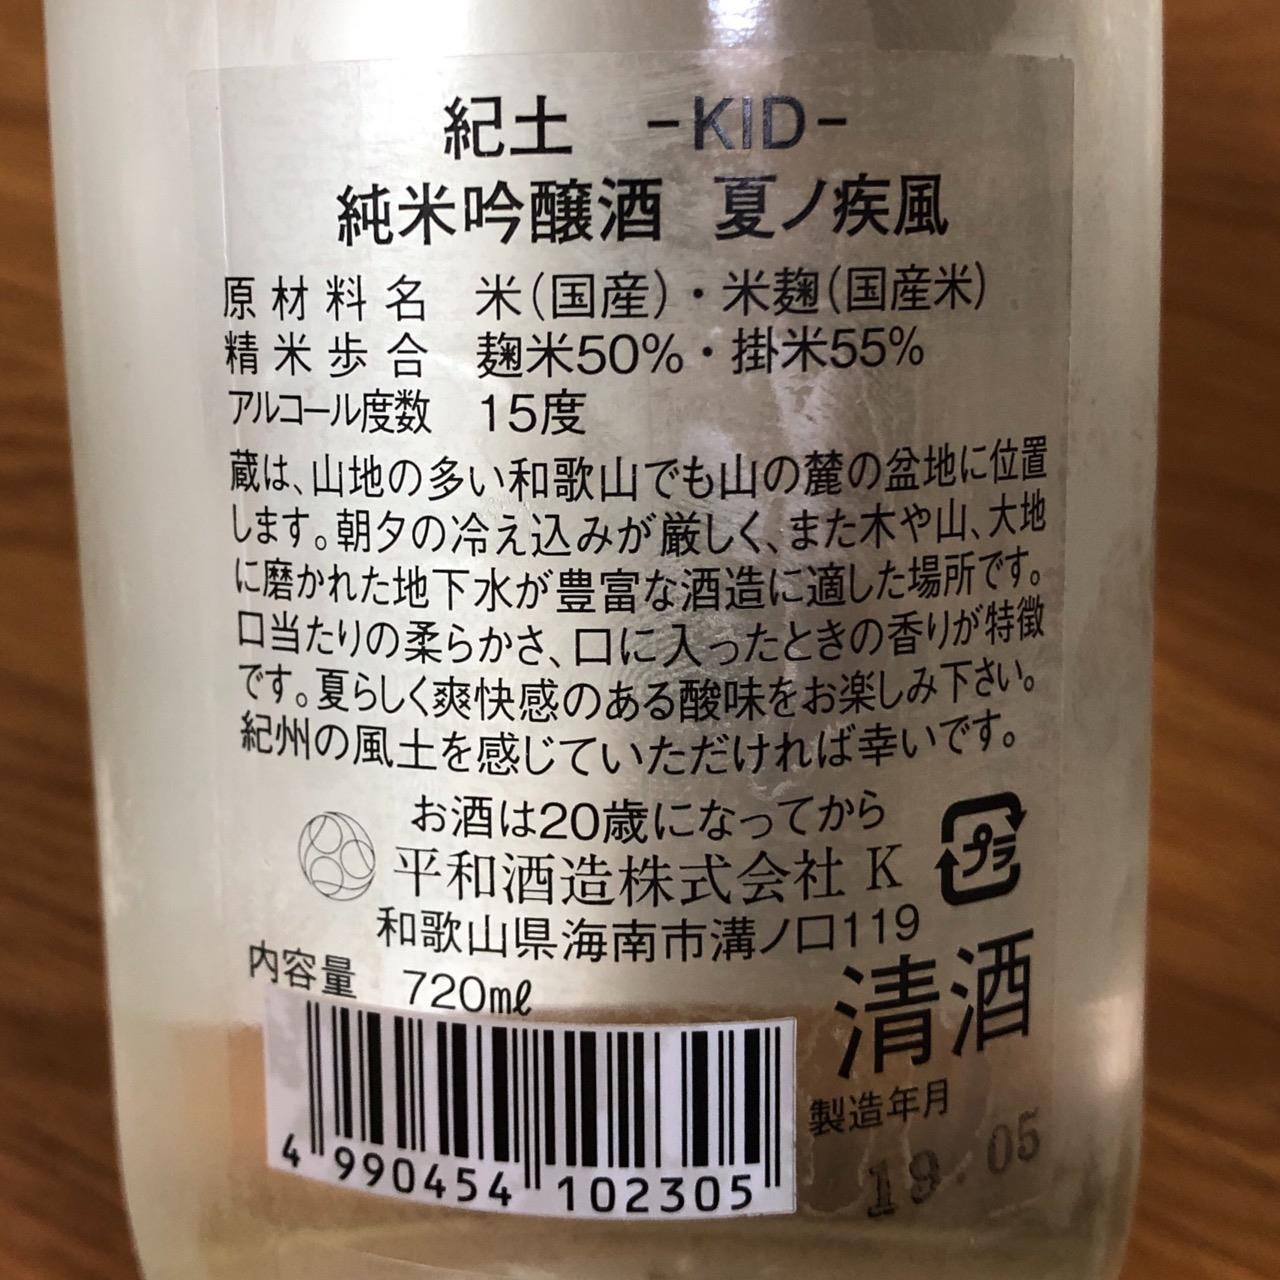 紀土 -KID-
純米吟醸酒 夏ノ疾風
原材料名 米(国産)・米麹(国産米)
精米歩合 麹米50%・掛米55%
アルコール度数 15度
蔵は、山地の多い和歌山でも山の麓の盆地に位置
します。朝夕の冷え込みが厳しく、また木や山、大地
に磨かれた地下水が豊富な酒造に適した場所です。
口当たりの柔らかさ、口に入ったときの香りが特徴
です。夏らしく爽快感のある酸味をお楽しみ下さい。
紀州の風土を感じていただければ幸いです。
お酒は20歳になってから
平和酒造株式会社 K
プラ
和歌山県海南市溝ノ口119
内容量 720mℓ
清酒
製造年月
19.05
4 990454 102305